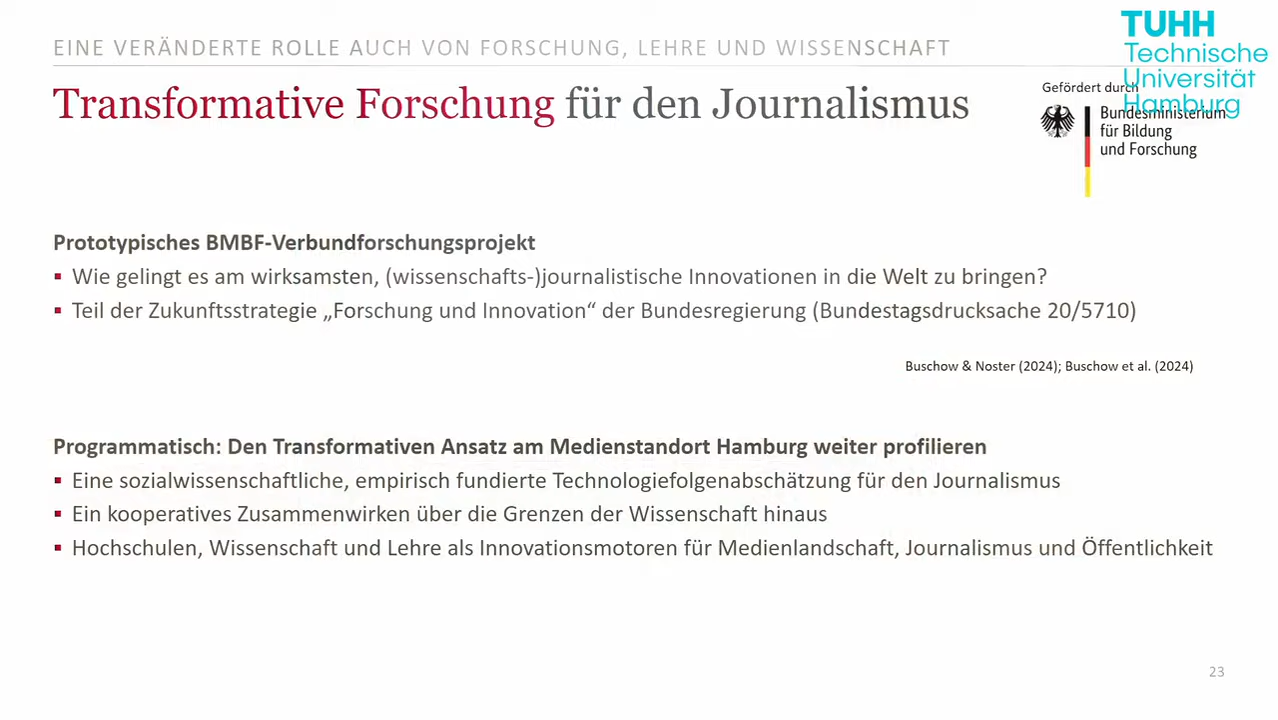 EINE VERÄNDERTE ROLLE AUCH VON FORSCHUNG, LEHRE UND WISSENSCHAFT
TUHH
Technische
Universität
Hamburg
Transformative Forschung für den Journalismus
Gefördert durch
Bundesministerium
für Bildung
und Forschung
Prototypisches BMBF-Verbundforschungsprojekt
▪ Wie gelingt es am wirksamsten, (wissenschafts-)journalistische Innovationen in die Welt zu bringen?
▪ Teil der Zukunftsstrategie „Forschung und Innovation“ der Bundesregierung (Bundestagsdrucksache 20/5710)
Buschow & Noster (2024); Buschow et al. (2024)
Programmatisch: Den Transformativen Ansatz am Medienstandort Hamburg weiter profilieren
▪ Eine sozialwissenschaftliche, empirisch fundierte Technologiefolgenabschätzung für den Journalismus
▪ Ein kooperatives Zusammenwirken über die Grenzen der Wissenschaft hinaus
▪ Hochschulen, Wissenschaft und Lehre als Innovationsmotoren für Medienlandschaft, Journalismus und Öffentlichkeit
23